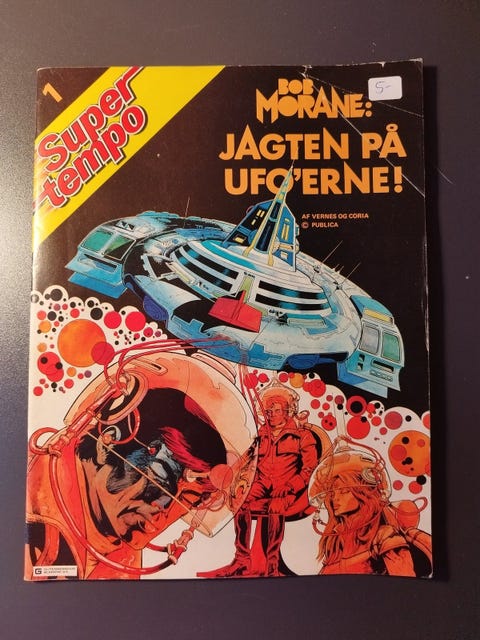 1
Super
tempo
BOB
MORANE:
JAGTEN PÅ
UFO'ERNE!
5-
AF VERNES OG CORIA
© PUBLICA
G